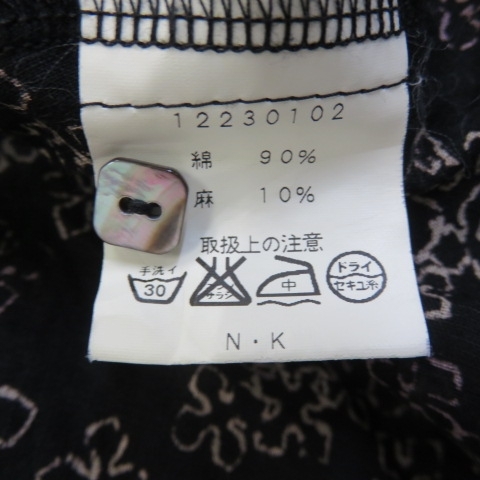 12230102
綿 90%
麻 10%
取扱上の注意
手洗イ 30
中
ドライ
セキユ系
N・K